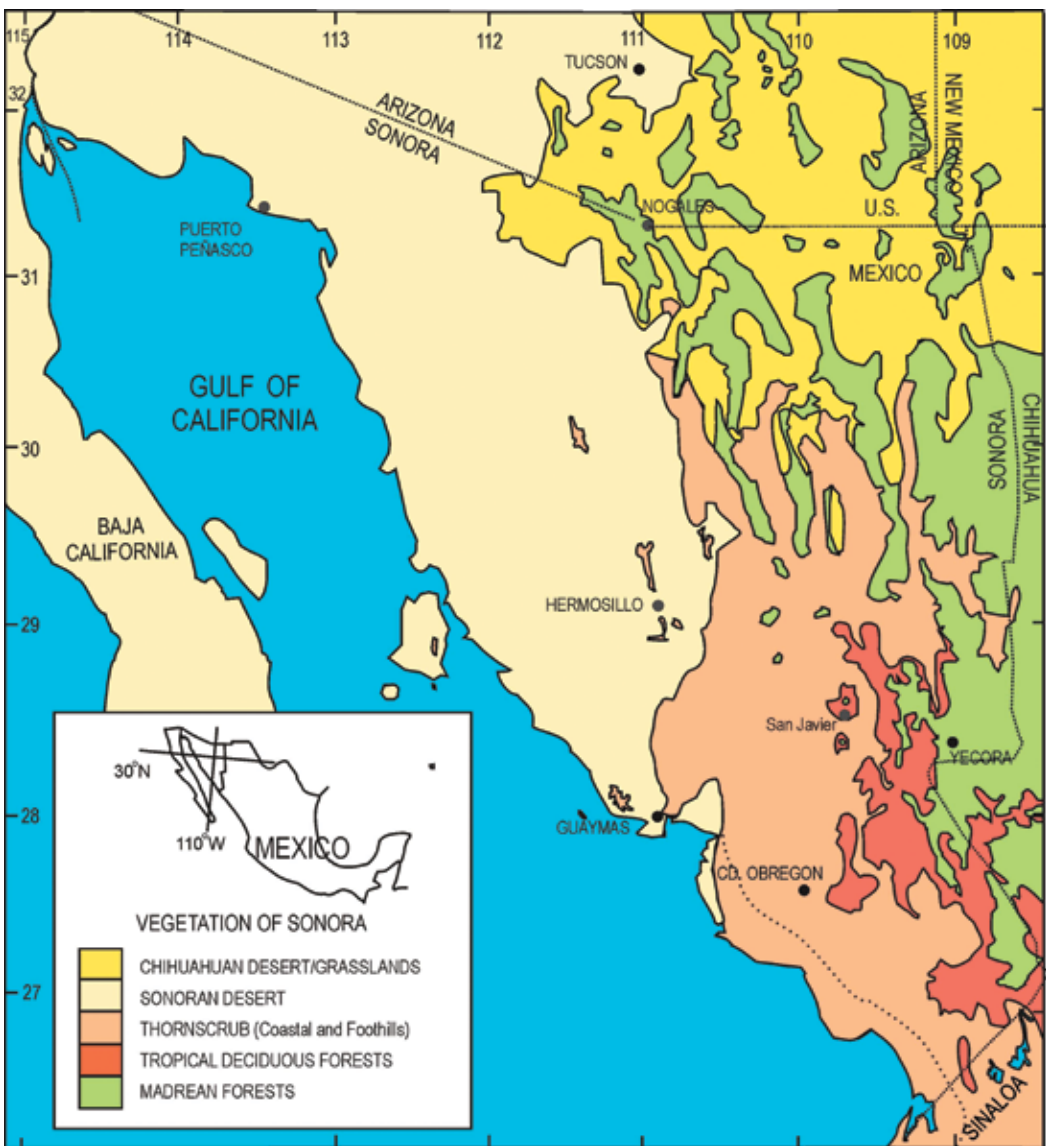 115
114
113
112
111
110
109
TUCSON
32
ARIZONA
SONORA
ARIZONA
NEW MEXICO
NOGALES
U.S.
PUERTO
PEÑASCO
31
MEXICO
GULF OF
CALIFORNIA
30
SONORA
CHIHUAHUA
BAJA
CALIFORNIA
HERMOSILLO
29
San Javier
YECORA
30°N
28
GUAYMAS
110°W
MEXICO
CD. OBREGON
VEGETATION OF SONORA
CHIHUAHUAN DESERT/GRASSLANDS
27
SONORAN DESERT
THORNSCRUB (Coastal and Foothills)
TROPICAL DECIDUOUS FORESTS
MADREAN FORESTS
SINALOA